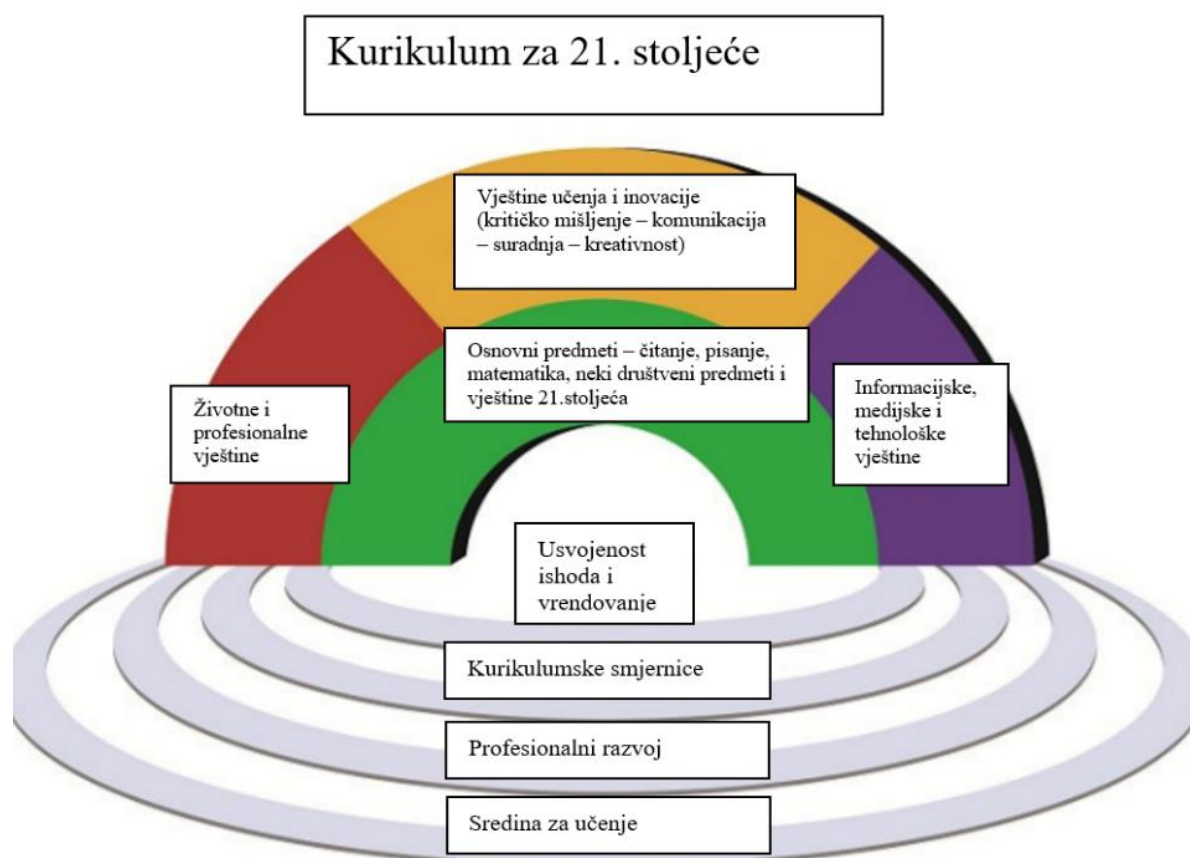 Kurikulum za 21. stoljeće
Vještine učenja i inovacije
(kritičko mišljenje – komunikacija
– suradnja – kreativnost)
Osnovni predmeti – čitanje, pisanje,
matematika, neki društveni predmeti i
vještine 21.stoljeća
Životne i
profesionalne
vještine
Informacijske,
medijske i
tehnološke
vještine
Usvojenost
ishoda i
vrendovanje
Kurikulumske smjernice
Profesionalni razvoj
Sredina za učenje